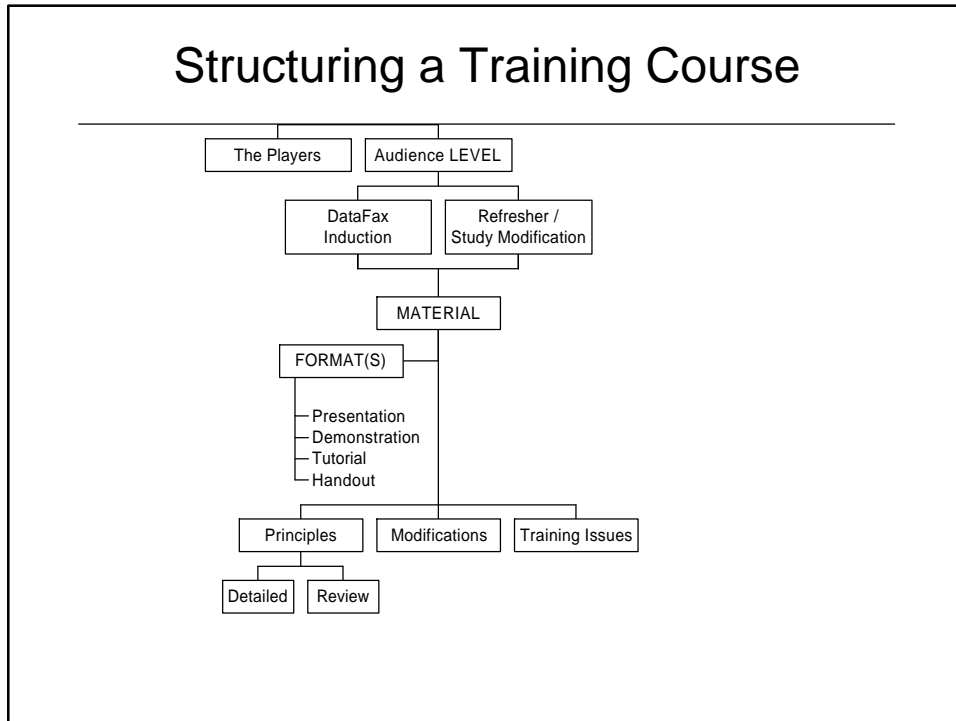 Structuring a Training Course
The Players
Audience LEVEL
DataFax
Induction
Refresher /
Study Modification
MATERIAL
FORMAT(S)
Presentation
Demonstration
Tutorial
Handout
Principles
Modifications
Training Issues
Detailed
Review